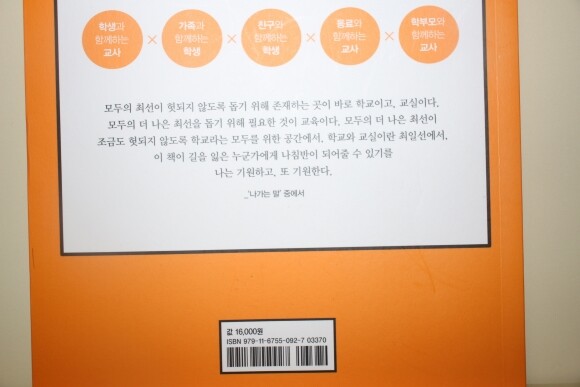 학생과
함께하는
교사
×
가족과
함께하는
학생
×
친구와
함께하는
학생
×
동료와
함께하는
교사
×
학부모와
함께하는
교사
모두의 최선이 헛되지 않도록 돕기 위해 존재하는 곳이 바로 학교이고, 교실이다.
모두의 더 나은 최선을 돕기 위해 필요한 것이 교육이다. 모두의 더 나은 최선이
조금도 헛되지 않도록 학교라는 모두를 위한 공간에서, 학교와 교실이란 최일선에서,
이 책이 길을 잃은 누군가에게 나침반이 되어줄 수 있기를
나는 기원하고, 또 기원한다.
_'나가는 말' 중에서
값 16,000원
ISBN 979-11-6755-092-7 03370